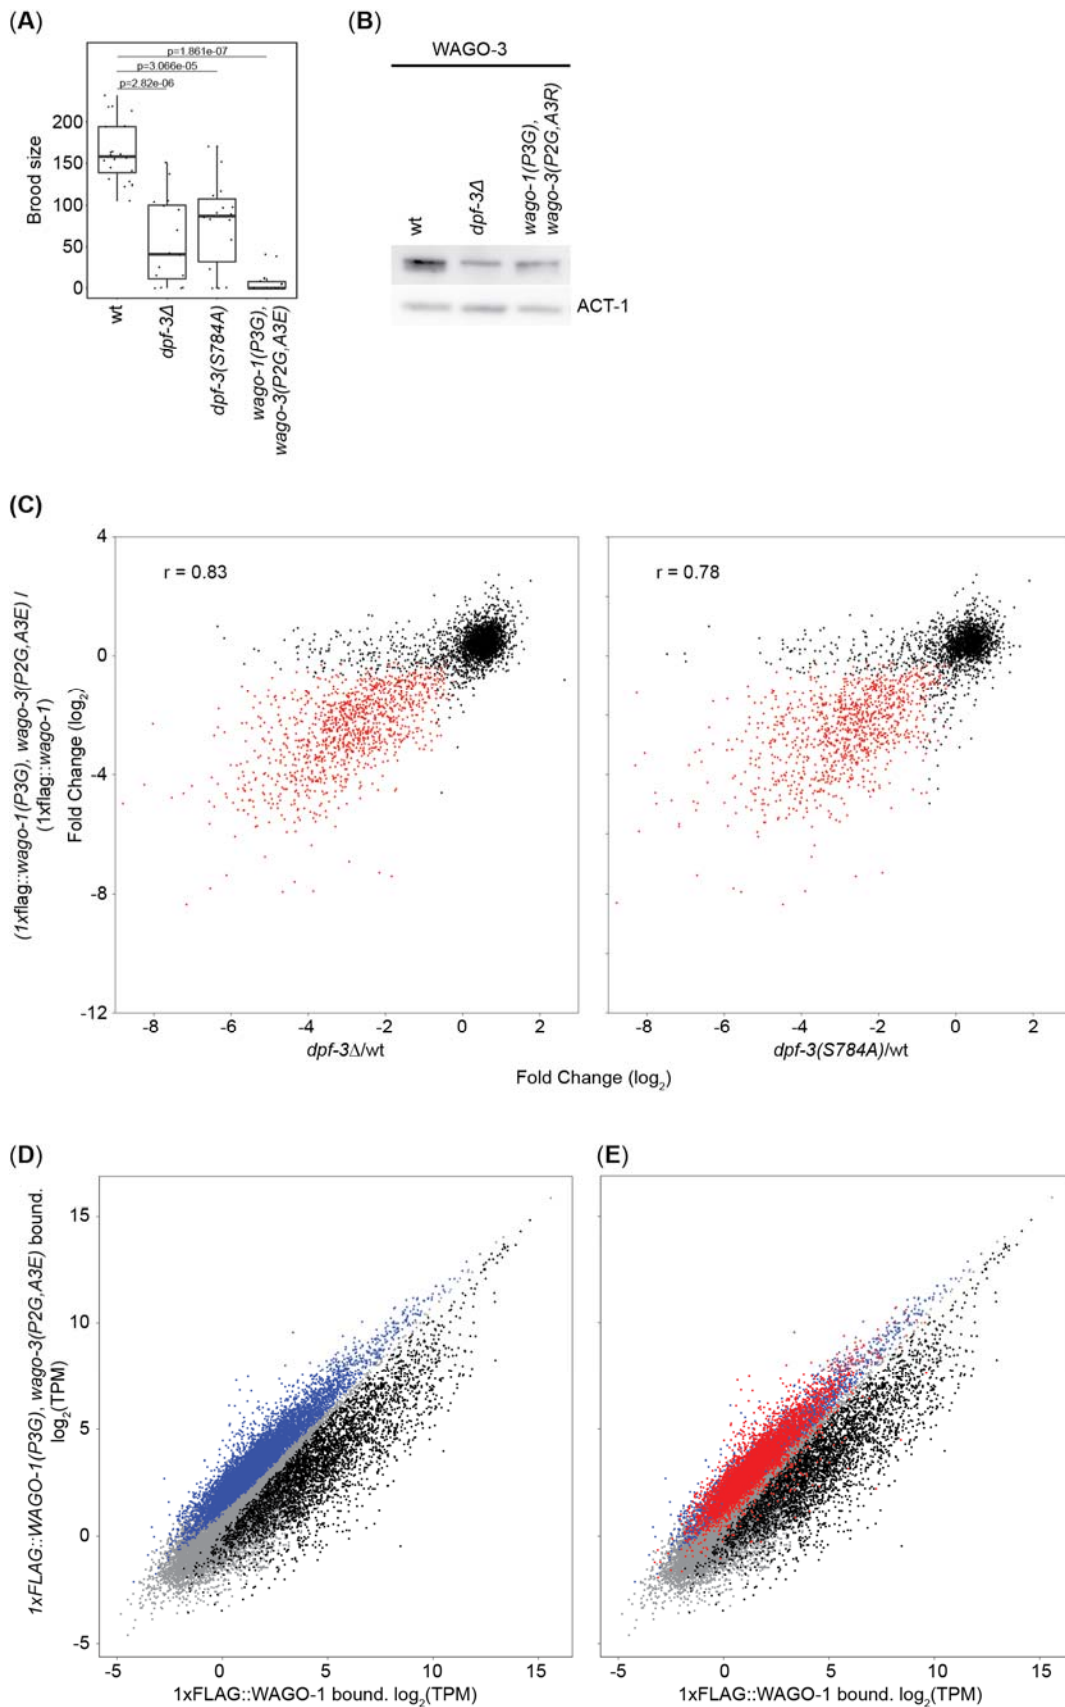 (A)
p=1.861e-07
p=3.066e-05
p=2.82e-06
Brood size
200
150
100
50
0
wt
dpf-3Δ
dpf-3(S784A)
wago-1(P3G),
wago-3(P2G,A3E)
(B)
WAGO-3
wt
dpf-3Δ
wago-1(P3G),
wago-3(P2G,A3R)
ACT-1
(C)
(1xflag::wago-1(P3G), wago-3(P2G,A3E) /
(1xflag::wago-1)
Fold Change (log2)
4
0
-4
-8
-12
r = 0.83
r = 0.78
-8 -6 -4 -2 0 2
-8 -6 -4 -2 0 2
dpf-3Δ/wt
dpf-3(S784A)/wt
Fold Change (log2)
(D)
(E)
1xFLAG::WAGO-1(P3G), wago-3(P2G,A3E) bound.
log2(TPM)
15
10
5
0
-5
-5 0 5 10 15
-5 0 5 10 15
1xFLAG::WAGO-1 bound. log2(TPM)
1xFLAG::WAGO-1 bound. log2(TPM)